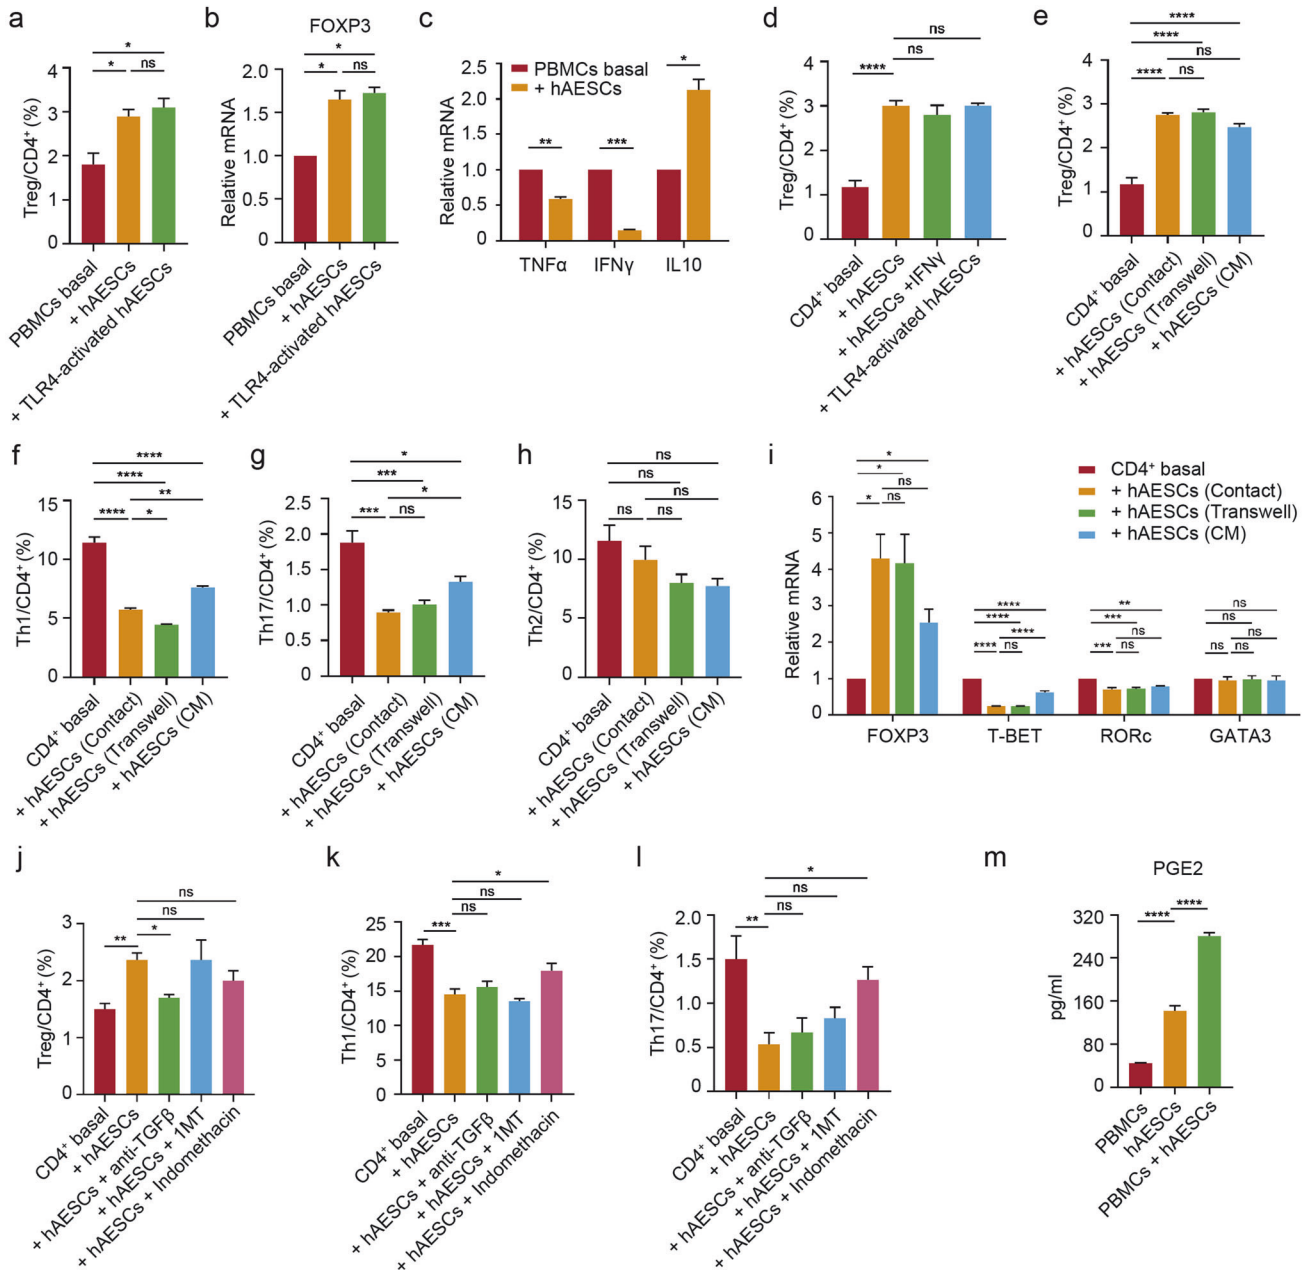 a
*
* ns
Treg/CD4⁺ (%)
4
3
2
1
0
PBMCs basal
+ hAESCs
+ TLR4-activated hAESCs
b
FOXP3
*
* ns
Relative mRNA
2.0
1.5
1.0
0.5
0
PBMCs basal
+ hAESCs
+ TLR4-activated hAESCs
c
PBMCs basal
+ hAESCs
** *** *
Relative mRNA
2.5
2.0
1.5
1.0
0.5
0
TNFα IFNγ IL10
d
ns
ns
****
Treg/CD4⁺ (%)
4
3
2
1
0
CD4⁺ basal
+ hAESCs
+ hAESCs +IFNγ
+ TLR4-activated hAESCs
e
****
****
ns
**** ns
Treg/CD4⁺ (%)
4
3
2
1
0
CD4⁺ basal
+ hAESCs (Contact)
+ hAESCs (Transwell)
+ hAESCs (CM)
f
****
****
**
**** *
Th1/CD4⁺ (%)
15
10
5
0
CD4⁺ basal
+ hAESCs (Contact)
+ hAESCs (Transwell)
+ hAESCs (CM)
g
*
***
*
*** ns
Th17/CD4⁺ (%)
2.5
2.0
1.5
1.0
0.5
0
CD4⁺ basal
+ hAESCs (Contact)
+ hAESCs (Transwell)
+ hAESCs (CM)
h
ns
ns
ns
ns ns
Th2/CD4⁺ (%)
15
10
5
0
CD4⁺ basal
+ hAESCs (Contact)
+ hAESCs (Transwell)
+ hAESCs (CM)
i
CD4⁺ basal
+ hAESCs (Contact)
+ hAESCs (Transwell)
+ hAESCs (CM)
*
*
ns
* ns
****
****
****
**** ns
**
***
ns
*** ns
ns
ns
ns
ns ns
Relative mRNA
6
5
4
3
2
1
0
FOXP3 T-BET RORc GATA3
j
ns
ns
** *
Treg/CD4⁺ (%)
3
2
1
0
CD4⁺ basal
+ hAESCs
+ hAESCs + anti-TGFβ
+ hAESCs + 1MT
+ hAESCs + Indomethacin
k
*
ns
ns
***
Th1/CD4⁺ (%)
25
20
15
10
5
0
CD4⁺ basal
+ hAESCs
+ hAESCs + anti-TGFβ
+ hAESCs + 1MT
+ hAESCs + Indomethacin
l
*
ns
ns
**
Th17/CD4⁺ (%)
2.0
1.5
1.0
0.5
0
CD4⁺ basal
+ hAESCs
+ hAESCs + anti-TGFβ
+ hAESCs + 1MT
+ hAESCs + Indomethacin
m
PGE2
****
****
pg/ml
320
240
160
80
0
PBMCs
hAESCs
PBMCs + hAESCs